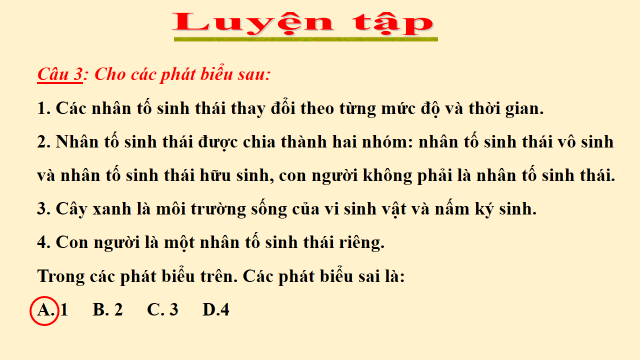 Luyện tập
Câu 3: Cho các phát biểu sau:
1. Các nhân tố sinh thái thay đổi theo từng mức độ và thời gian.
2. Nhân tố sinh thái được chia thành hai nhóm: nhân tố sinh thái vô sinh
và nhân tố sinh thái hữu sinh, con người không phải là nhân tố sinh thái.
3. Cây xanh là môi trường sống của vi sinh vật và nấm ký sinh.
4. Con người là một nhân tố sinh thái riêng.
Trong các phát biểu trên. Các phát biểu sai là:
A. 1 B. 2 C. 3 D.4